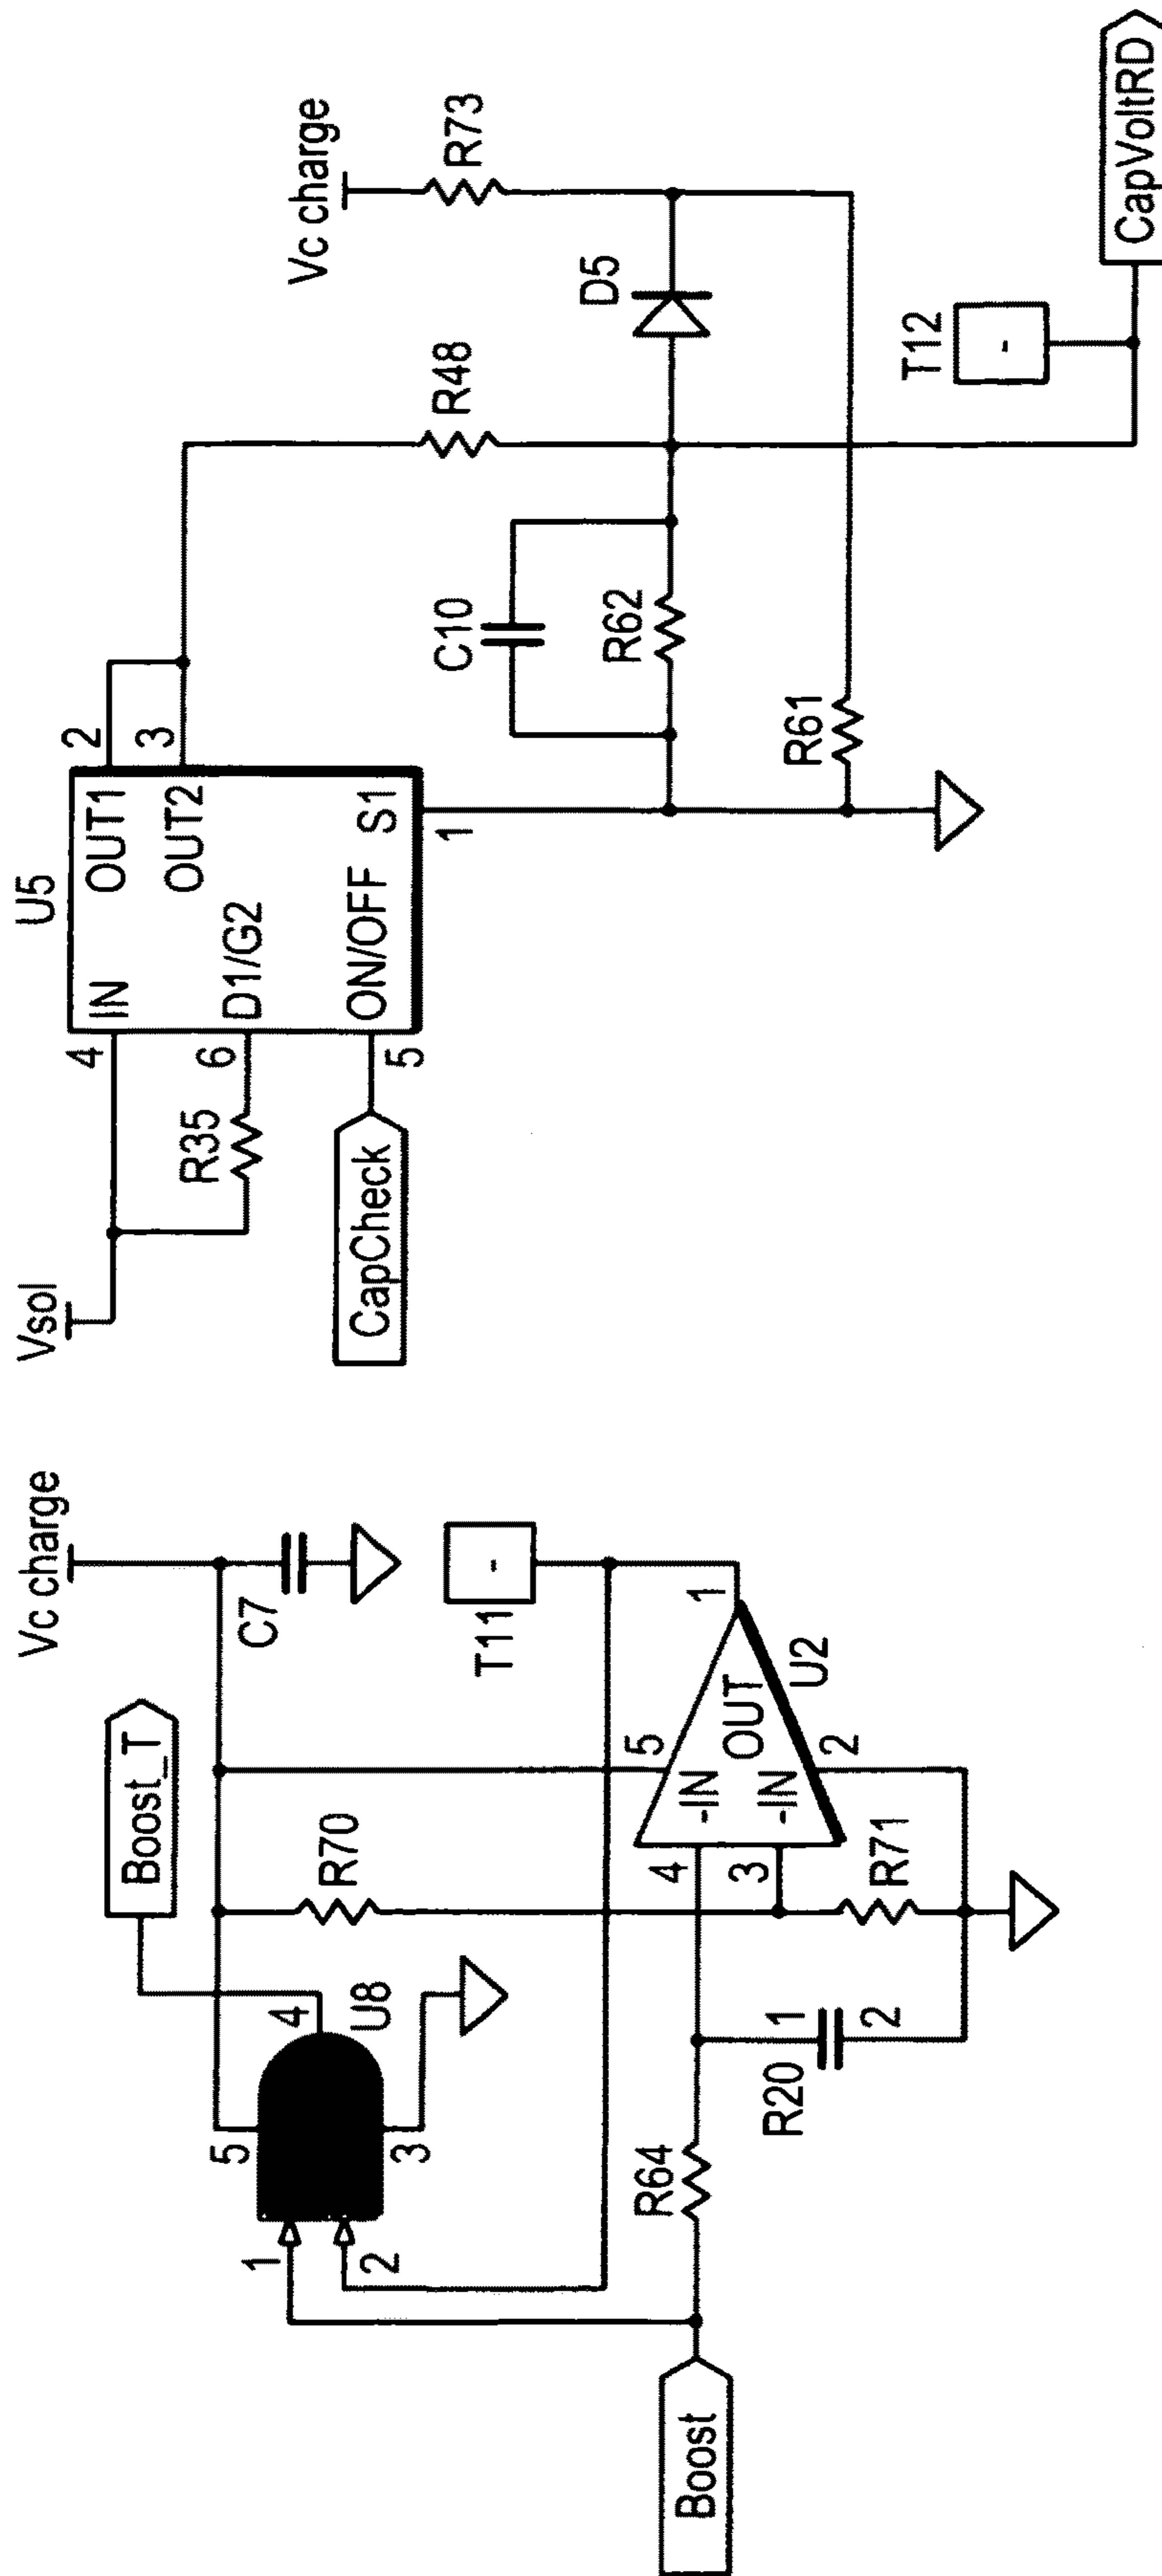 Vsol
R35
CapCheck
4
6
5
U5
IN
D1/G2
ON/OFF
OUT1
OUT2
S1
2
3
1
C10
R62
R61
R48
D5
Vc charge
R73
T12
-
CapVoltRD
Boost
1
2
5
3
4
U8
Boost_T
R64
R20
1
2
R70
R71
4
3
5
2
-IN
-IN
OUT
1
U2
T11
-
C7
Vc charge